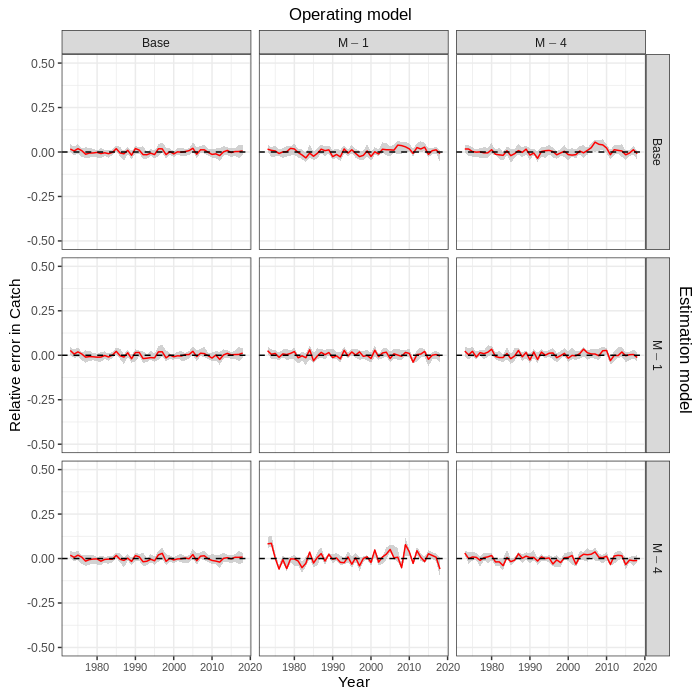 Operating model
Base
M − 1
M − 4
0.50
0.25
0.00
-0.25
-0.50
Base
0.50
0.25
0.00
-0.25
-0.50
M − 1
0.50
0.25
0.00
-0.25
-0.50
M − 4
Relative error in Catch
Estimation model
1980 1990 2000 2010 2020
1980 1990 2000 2010 2020
1980 1990 2000 2010 2020
Year